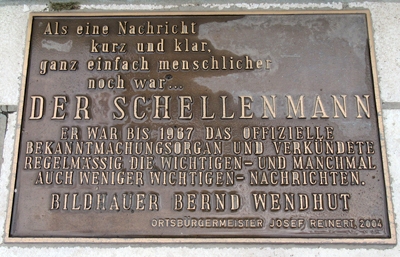 Als eine Nachricht
kurz und klar,
ganz einfach menschlicher
noch war...
DER SCHELLENMANN
ER WAR BIS 1967 DAS OFFIZIELLE
BEKANNTMACHUNGSORGAN UND VERKÜNDETE
REGELMÄSSIG DIE WICHTIGEN- UND MANCHMAL
AUCH WENIGER WICHTIGEN- NACHRICHTEN.
BILDHAUER BERND WENDHUT
ORTSBÜRGERMEISTER JOSEF REINERT, 2004